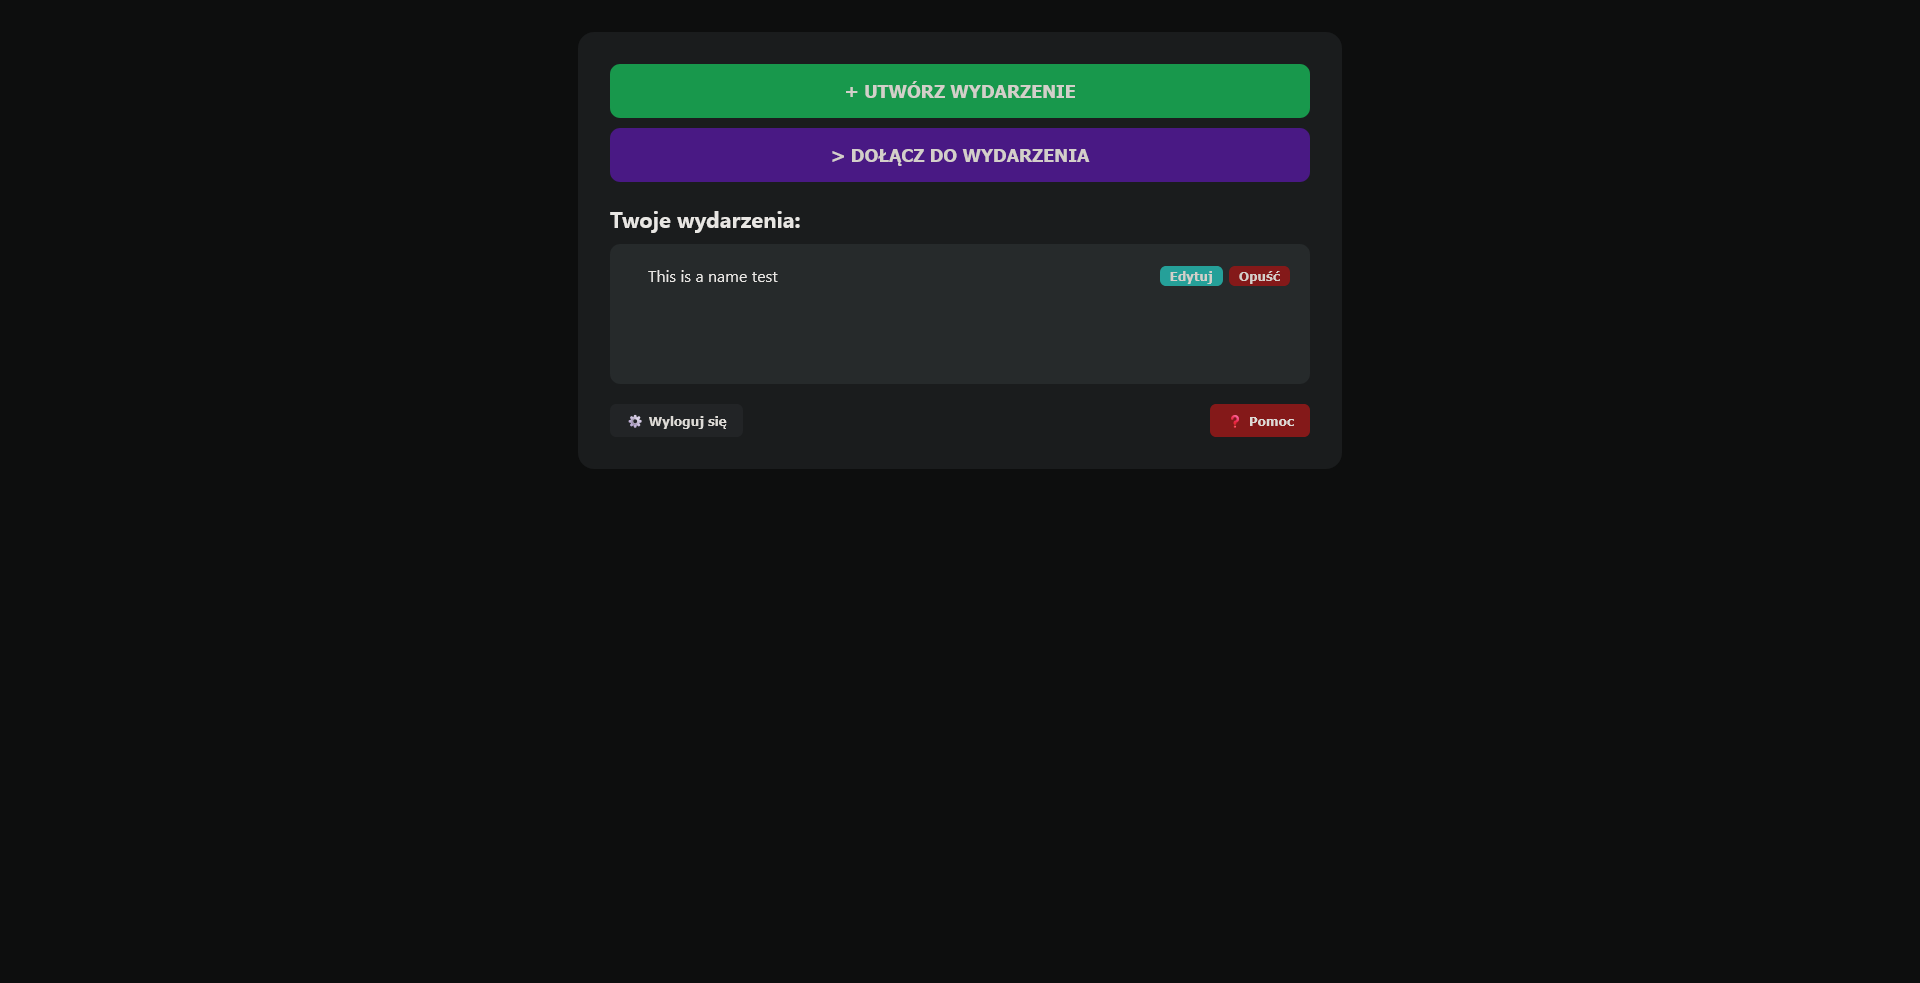 + UTWÓRZ WYDARZENIE
> DOŁĄCZ DO WYDARZENIA
Twoje wydarzenia:
This is a name test Edytuj Opuść
⚙️ Wyloguj się ❓ Pomoc